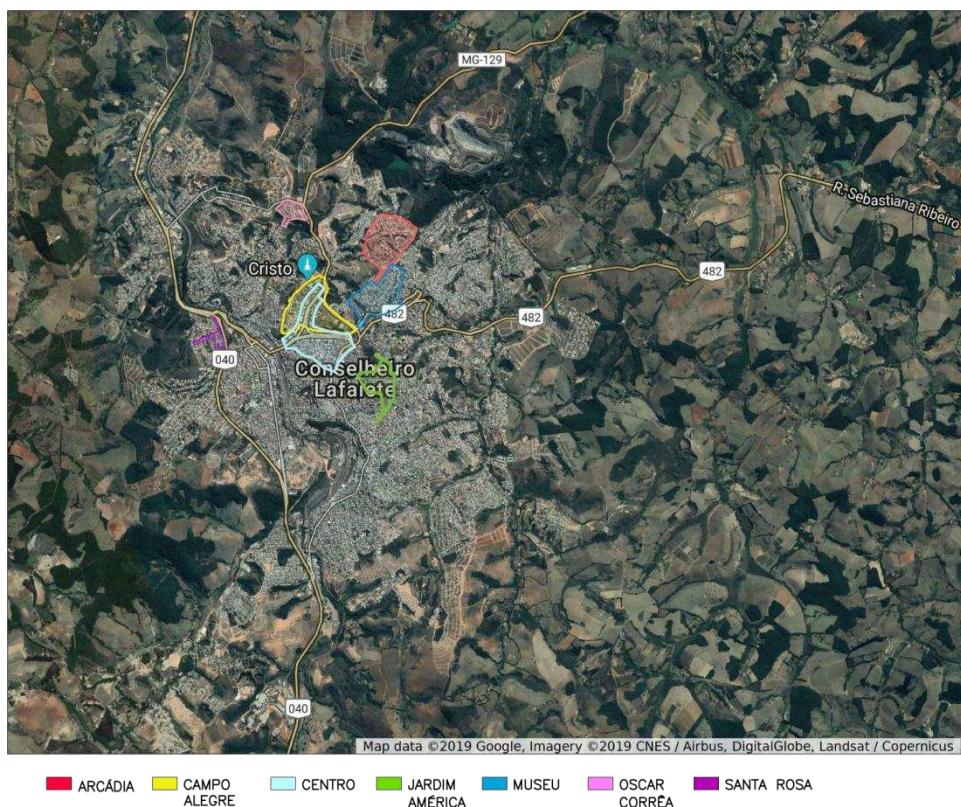 MG-129
R. Sebastiana Ribeiro
Cristo
482
482
482
040
Conselheiro
Lafaiete
040
Map data ©2019 Google, Imagery ©2019 CNES / Airbus, DigitalGlobe, Landsat / Copernicus
ARCÁDIA
CAMPO
ALEGRE
CENTRO
JARDIM
AMÉRICA
MUSEU
OSCAR
CORRÊA
SANTA ROSA